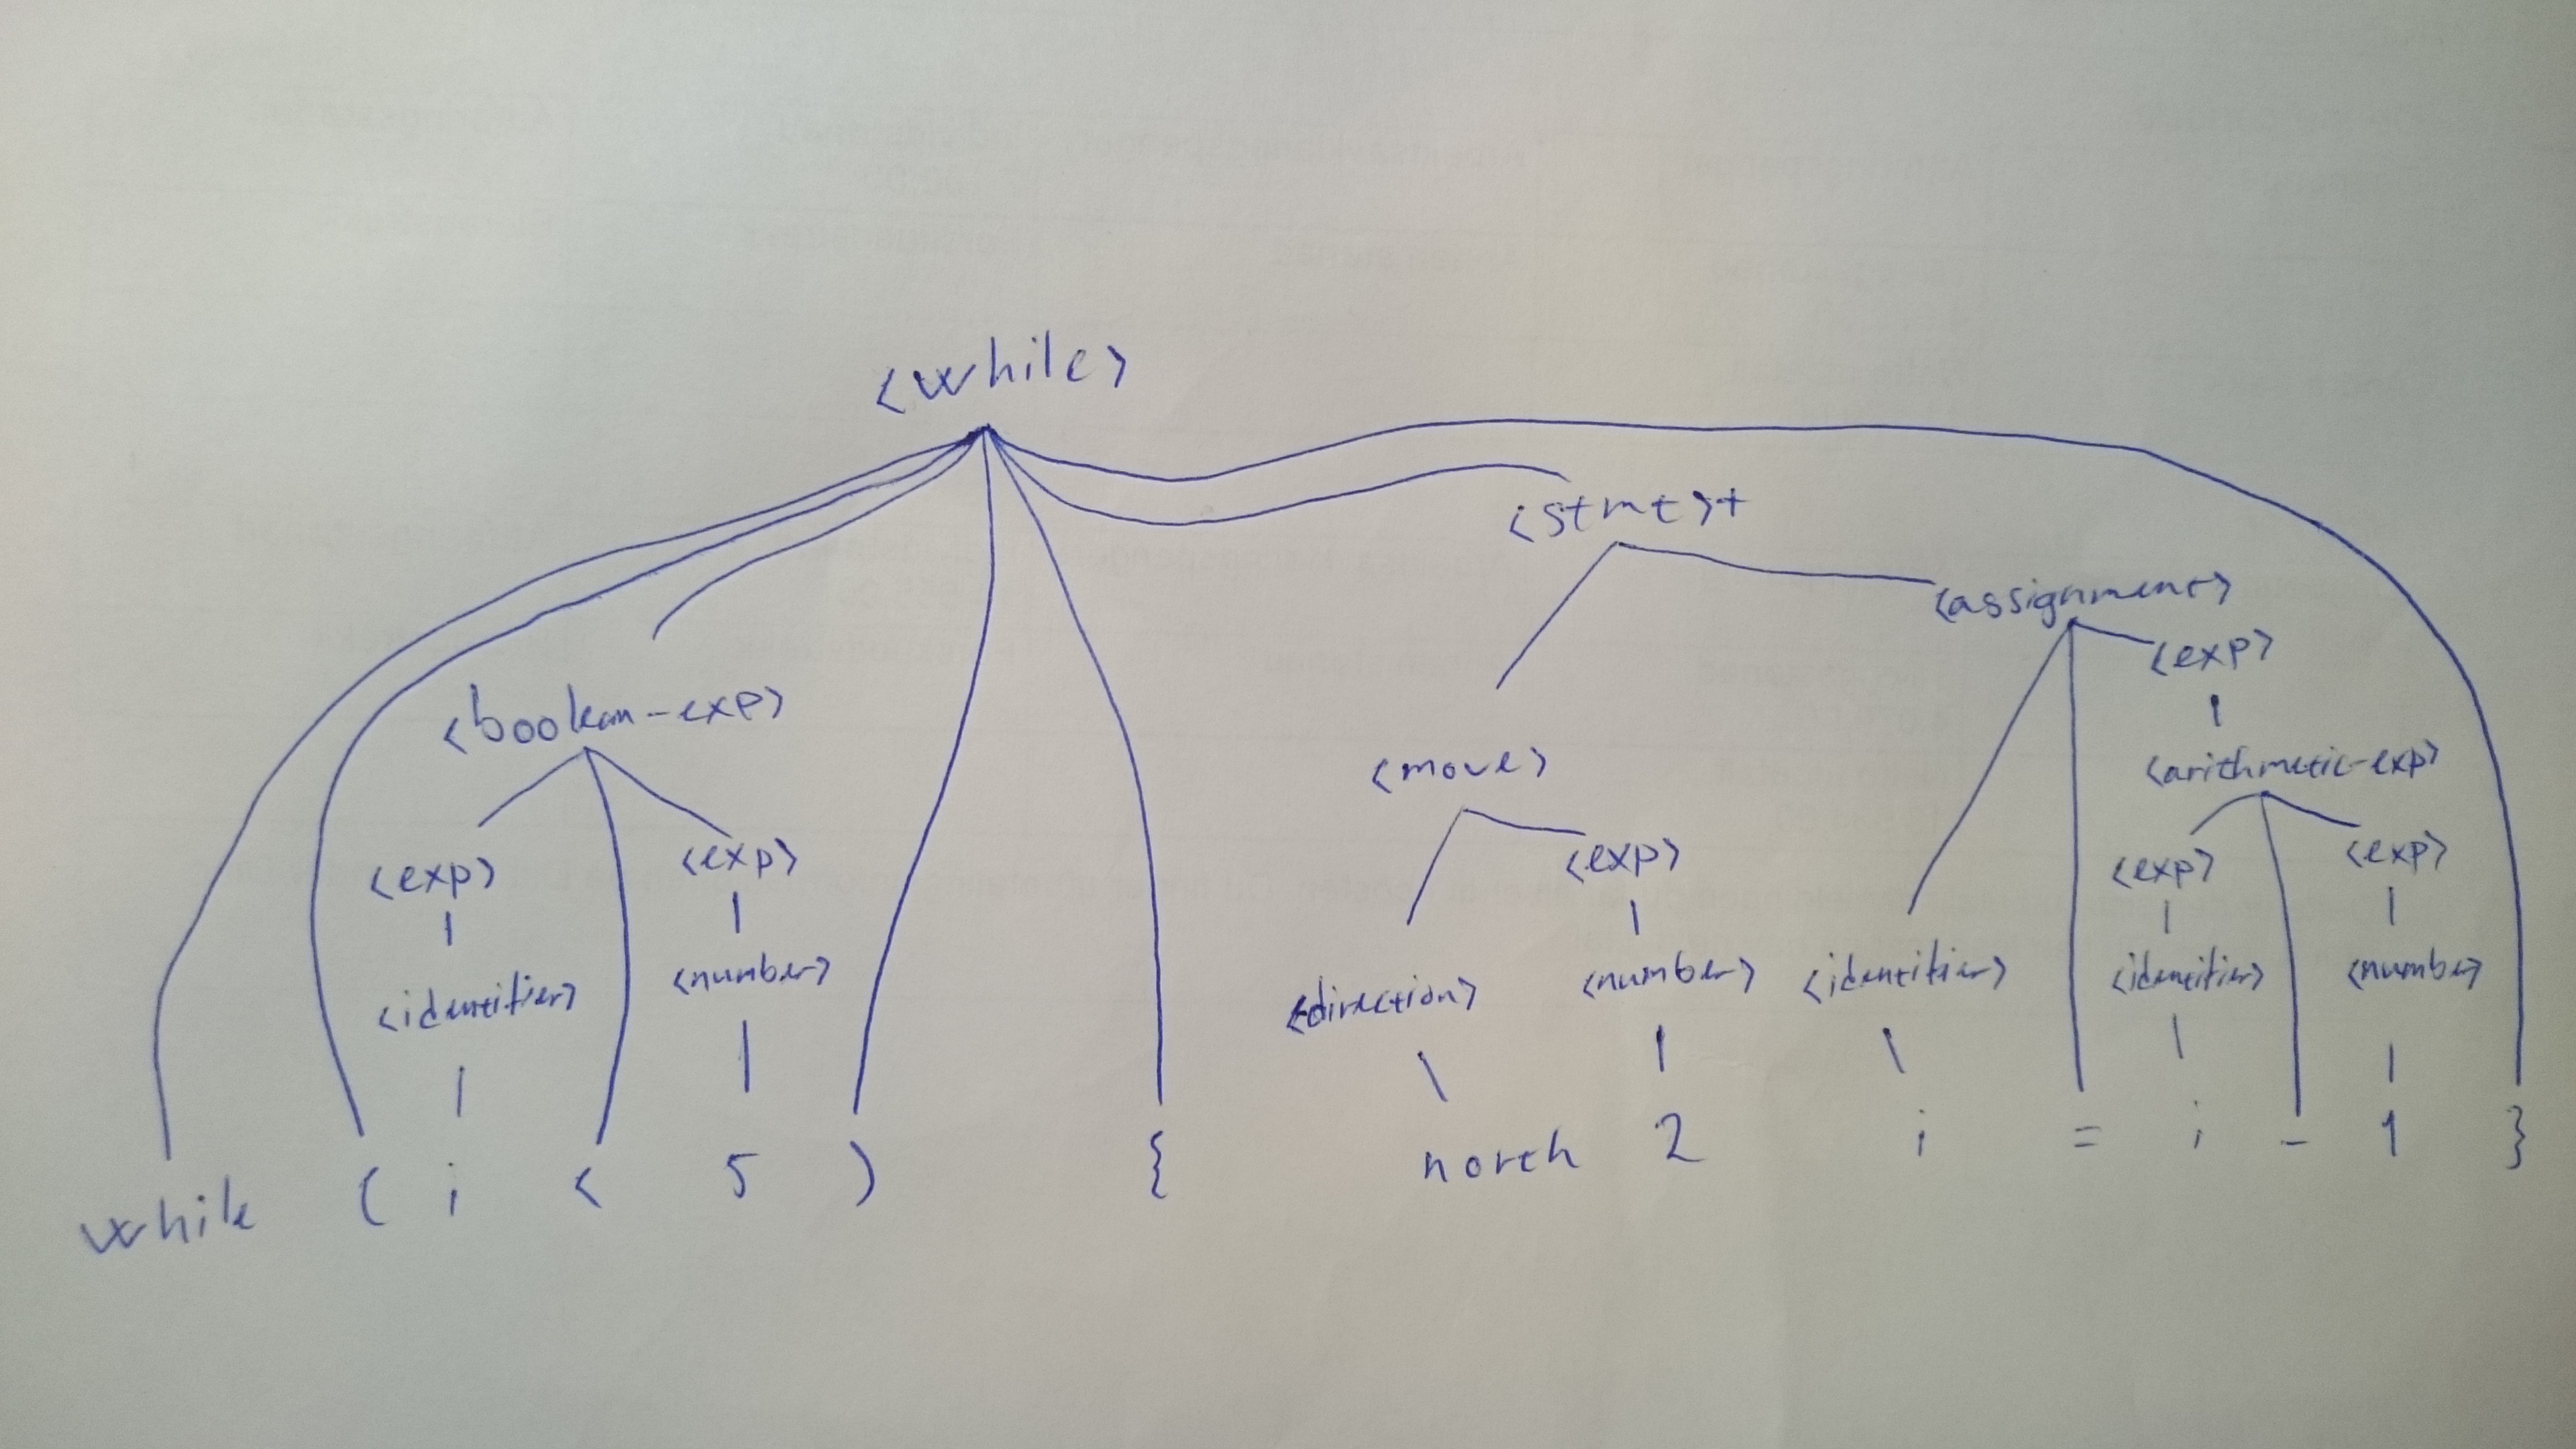 <while>
<stmt>+
<assignment>
<exp>
<boolean-exp>
<move>
<arithmetic-exp>
<exp> <exp> <exp> <exp> <exp>
<identifier> <number> <direction> <number> <identifier> <identifier> <number>
while ( i < 5 ) { north 2 i = i - 1 }